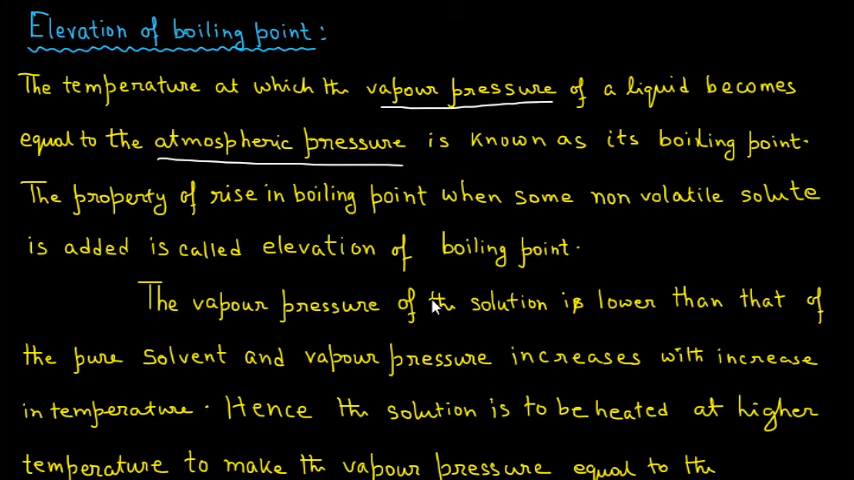 Elevation of boiling point:
The temperature at which the vapour pressure of a liquid becomes
equal to the atmospheric pressure is known as its boiling point.
The property of rise in boiling point when some non volatile solute
is added is called elevation of boiling point.
The vapour pressure of the solution is lower than that of
the pure solvent and vapour pressure increases with increase
in temperature. Hence the solution is to be heated at higher
temperature to make the vapour pressure equal to the